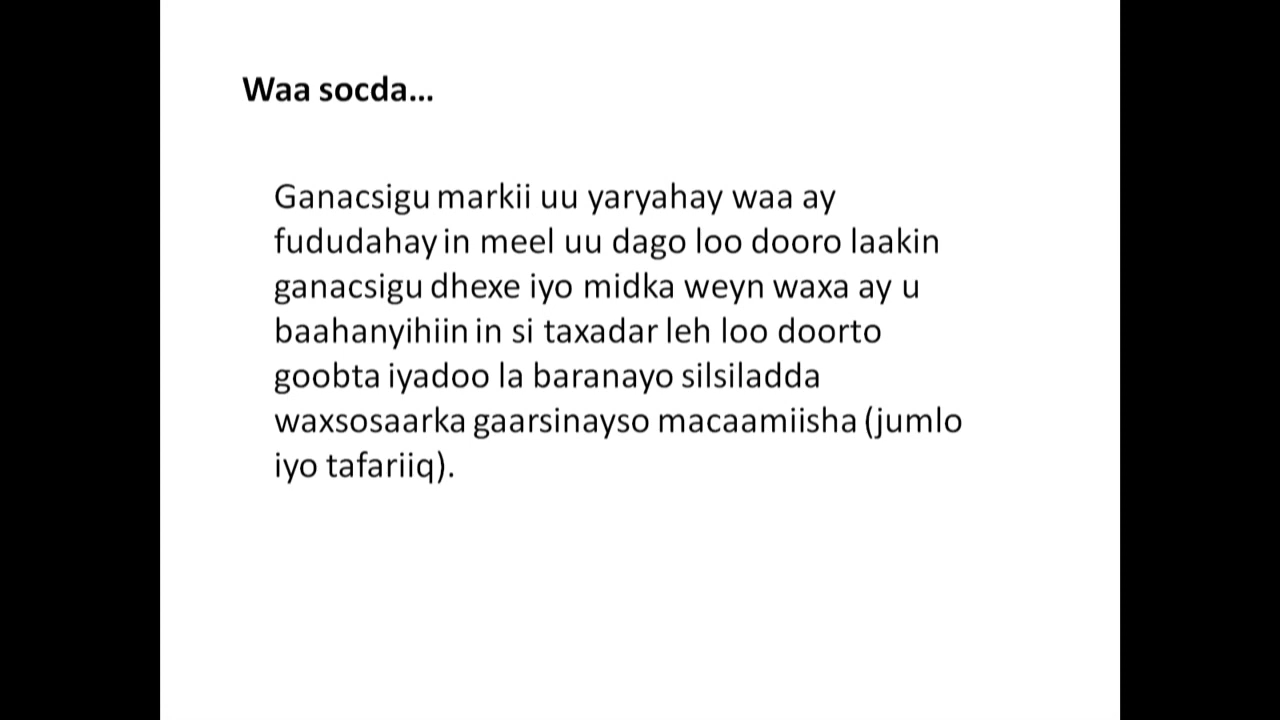 Waa socda...
Ganacsigu markii uu yaryahay waa ay
fududahay in meel uu dago loo dooro laakin
ganacsigu dhexe iyo midka weyn waxa ay u
baahanyihiin in si taxadar leh loo doorto
goobta iyadoo la baranayo silsiladda
waxsosaarka gaarsinayso macaamiisha (jumlo
iyo tafariiq).